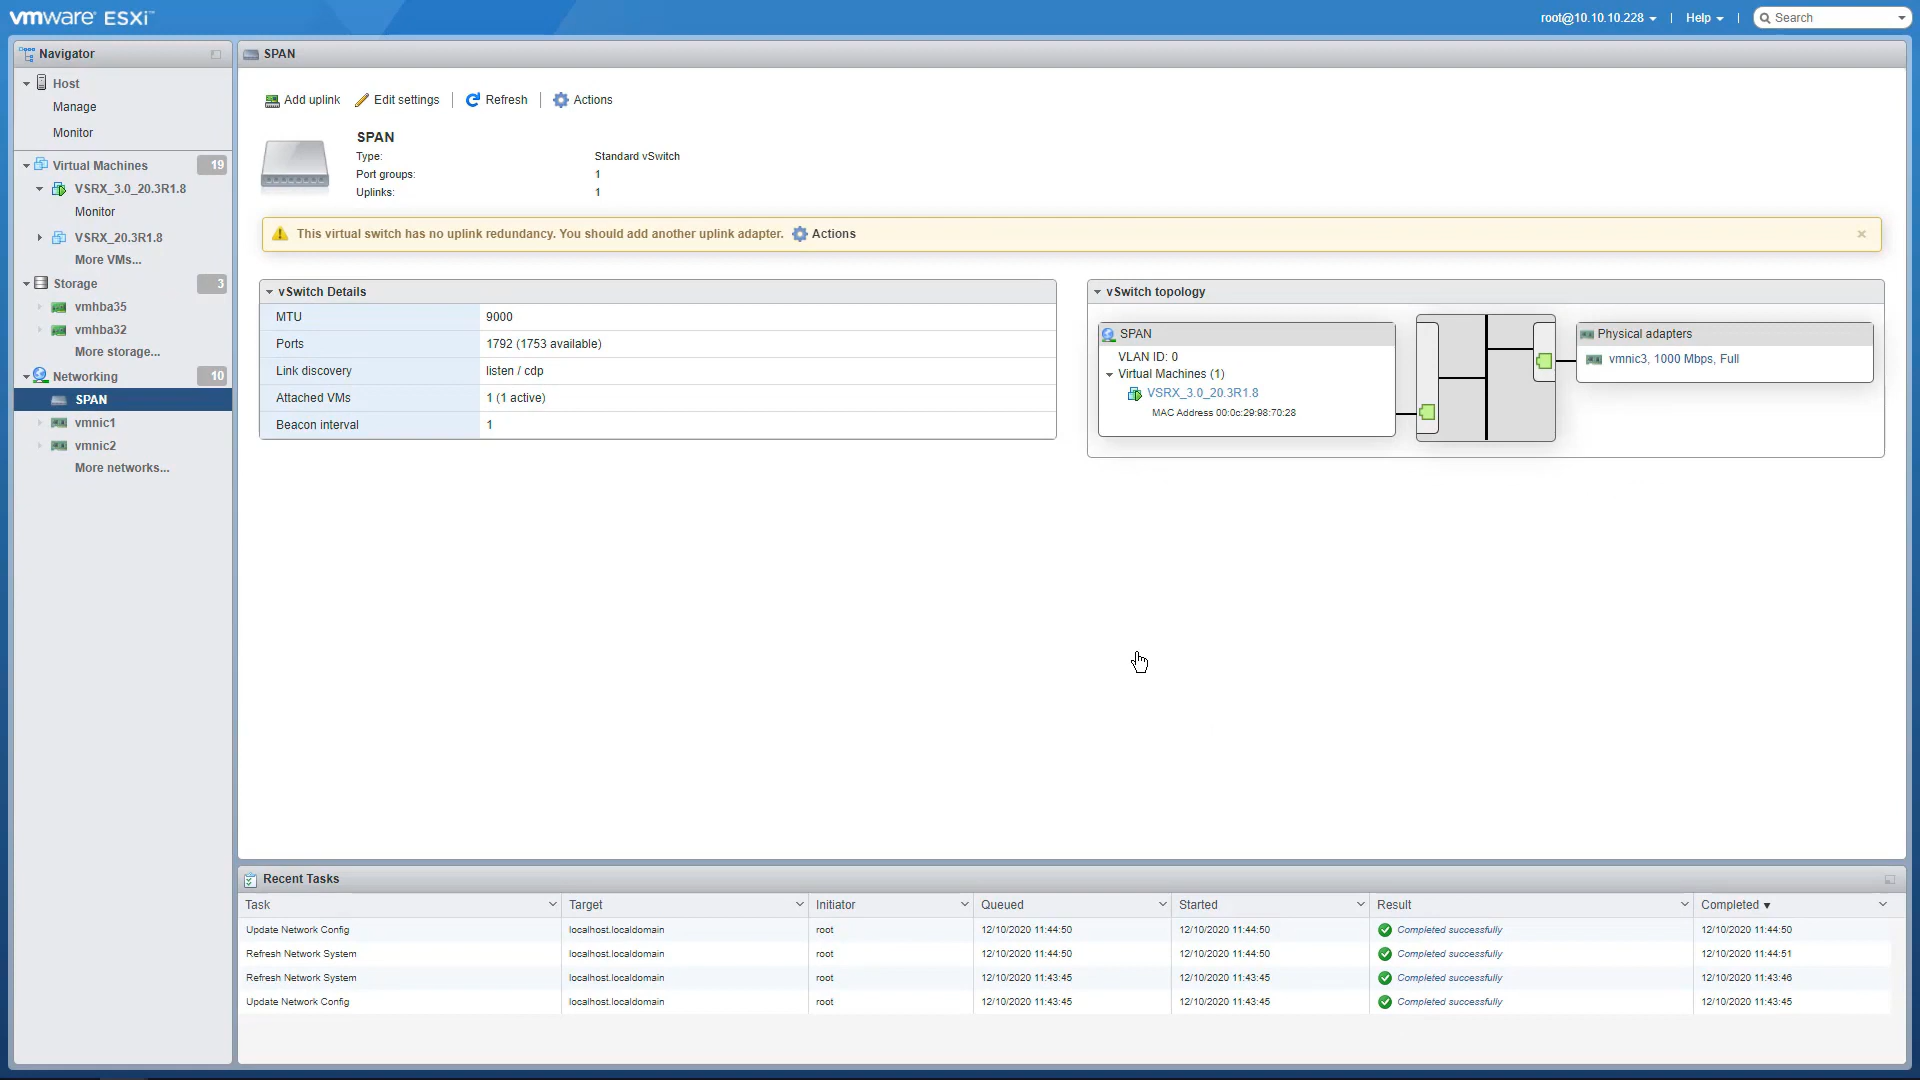 vmware ESXi™
root@10.10.10.228
Help
Search
Navigator
Host
Manage
Monitor
Virtual Machines 19
VSRX_3.0_20.3R1.8
Monitor
VSRX_20.3R1.8
More VMs...
Storage 3
vmhba35
vmhba32
More storage...
Networking 10
SPAN
vmnic1
vmnic2
More networks...
SPAN
Add uplink Edit settings Refresh Actions
SPAN
Type: Standard vSwitch
Port groups: 1
Uplinks: 1
This virtual switch has no uplink redundancy. You should add another uplink adapter. Actions
vSwitch Details
MTU 9000
Ports 1792 (1753 available)
Link discovery listen / cdp
Attached VMs 1 (1 active)
Beacon interval 1
vSwitch topology
SPAN
VLAN ID: 0
Virtual Machines (1)
VSRX_3.0_20.3R1.8
MAC Address 00:0c:29:98:70:28
Physical adapters
vmnic3, 1000 Mbps, Full
Recent Tasks
Task Target Initiator Queued Started Result Completed
Update Network Config localhost.localdomain root 12/10/2020 11:44:50 12/10/2020 11:44:50 Completed successfully 12/10/2020 11:44:50
Refresh Network System localhost.localdomain root 12/10/2020 11:44:50 12/10/2020 11:44:50 Completed successfully 12/10/2020 11:44:51
Refresh Network System localhost.localdomain root 12/10/2020 11:43:45 12/10/2020 11:43:45 Completed successfully 12/10/2020 11:43:46
Update Network Config localhost.localdomain root 12/10/2020 11:43:45 12/10/2020 11:43:45 Completed successfully 12/10/2020 11:43:45